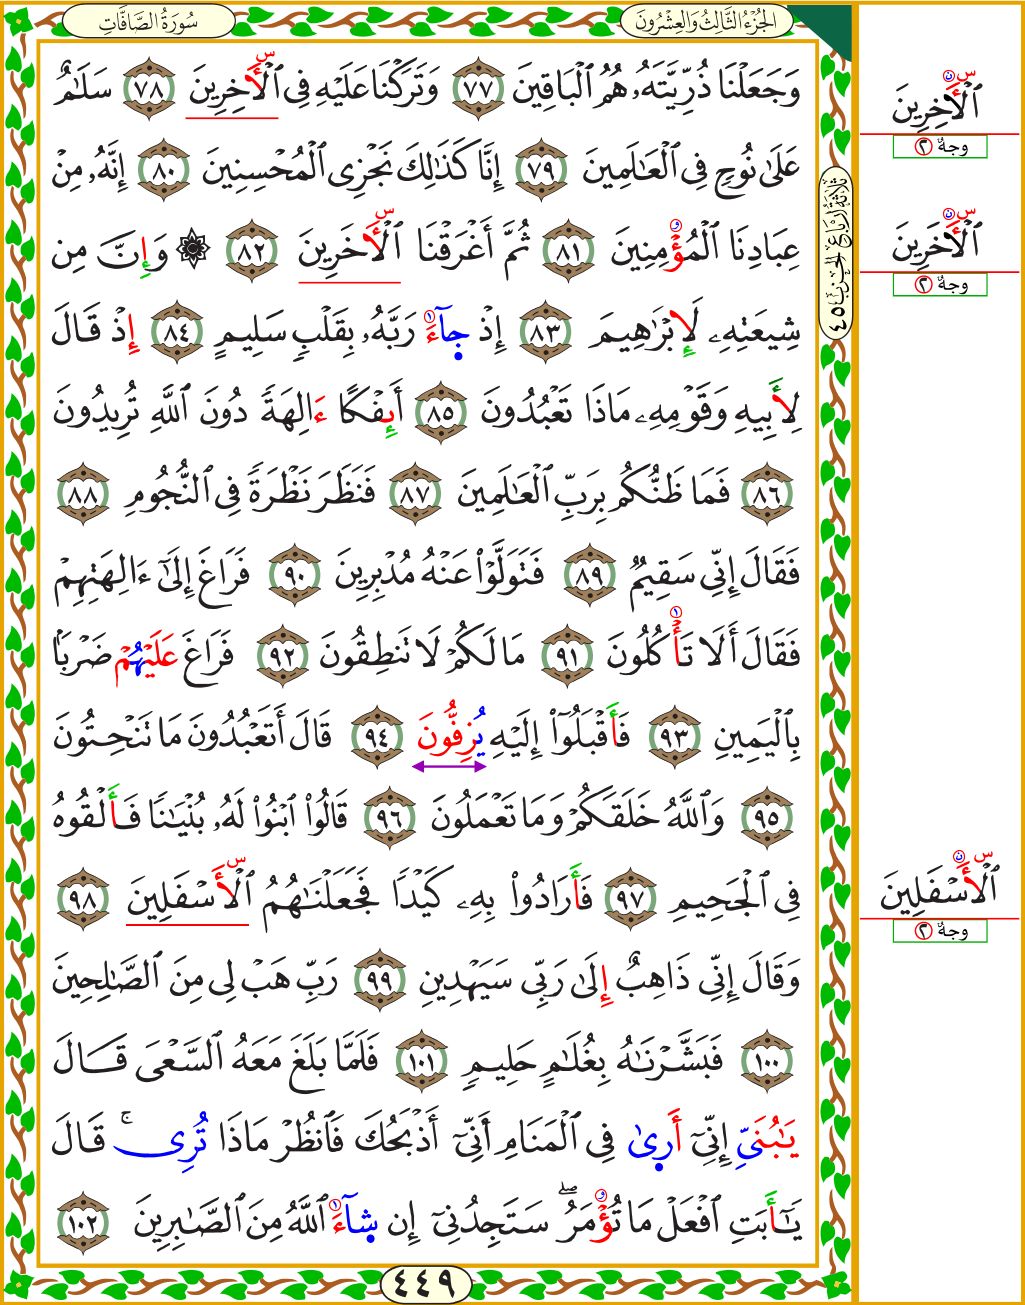 سُورَةُ الصَّافَّاتِ
الجُزْءُ الثَّالِثُ وَالعِشْرُونَ
وَجَعَلْنَا ذُرِّيَّتَهُۥ هُمُ ٱلْبَاقِينَ ٧٧ وَتَرَكْنَا عَلَيْهِ فِى ٱلْأَخِرِينَ ٧٨ سَلَٰمٌ
عَلَىٰ نُوحٍ فِى ٱلْعَٰلَمِينَ ٧٩ إِنَّا كَذَٰلِكَ نَجْزِى ٱلْمُحْسِنِينَ ٨٠ إِنَّهُۥ مِنْ
عِبَادِنَا ٱلْمُؤْمِنِينَ ٨١ ثُمَّ أَغْرَقْنَا ٱلْأَخَرِينَ ٨٢ ۞ وَإِنَّ مِن
شِيعَتِهِۦ لَإِبْرَٰهِيمَ ٨٣ إِذْ جِآءَ رَبَّهُۥ بِقَلْبٍ سَلِيمٍ ٨٤ إِذْ قَالَ
لِأَبِيهِ وَقَوْمِهِۦ مَاذَا تَعْبُدُونَ ٨٥ أَئِفْكًا ءَالِهَةً دُونَ ٱللَّهِ تُرِيدُونَ
٨٦ فَمَا ظَنُّكُم بِرَبِّ ٱلْعَٰلَمِينَ ٨٧ فَنَظَرَ نَظْرَةً فِى ٱلنُّجُومِ ٨٨
فَقَالَ إِنِّى سَقِيمٌ ٨٩ فَتَوَلَّوْا۟ عَنْهُ مُدْبِرِينَ ٩٠ فَرَاغَ إِلَىٰٓ ءَالِهَتِهِمْ
فَقَالَ أَلَا تَأْكُلُونَ ٩١ مَا لَكُمْ لَا تَنطِقُونَ ٩٢ فَرَاغَ عَلَيْهُمْ ضَرْبًۢا
بِٱلْيَمِينِ ٩٣ فَأَقْبَلُوٓا۟ إِلَيْهِ يُزِفُّونَ ٩٤ قَالَ أَتَعْبُدُونَ مَا تَنْحِتُونَ
٩٥ وَٱللَّهُ خَلَقَكُمْ وَمَا تَعْمَلُونَ ٩٦ قَالُوا۟ ٱبْنُوا۟ لَهُۥ بُنْيَٰنًا فَأَلْقُوهُ
فِى ٱلْجَحِيمِ ٩٧ فَأَرَادُوا۟ بِهِۦ كَيْدًا فَجَعَلْنَٰهُمُ ٱلْأَسْفَلِينَ ٩٨
وَقَالَ إِنِّى ذَاهِبٌ إِلَىٰ رَبِّى سَيَهْدِينِ ٩٩ رَبِّ هَبْ لِى مِنَ ٱلصَّٰلِحِينَ
١٠٠ فَبَشَّرْنَٰهُ بِغُلَٰمٍ حَلِيمٍ ١٠١ فَلَمَّا بَلَغَ مَعَهُ ٱلسَّعْىَ قَالَ
يَٰبُنَىِّ إِنِّىٓ أَرِىٰ فِى ٱلْمَنَامِ أَنِّىٓ أَذْبَحُكَ فَٱنظُرْ مَاذَا تُرِى ۚ قَالَ
يَٰٓأَبَتِ ٱفْعَلْ مَا تُؤْمَرُ ۖ سَتَجِدُنِىٓ إِن شِآءَ ٱللَّهُ مِنَ ٱلصَّٰبِرِينَ ١٠٢
٤٤٩
ثلاثة أرباع الحزب ٤٥
ٱلْأَخِرِينَ
وجه ٢
ٱلْأَخَرِينَ
وجه ٢
ٱلْأَسْفَلِينَ
وجه ٢